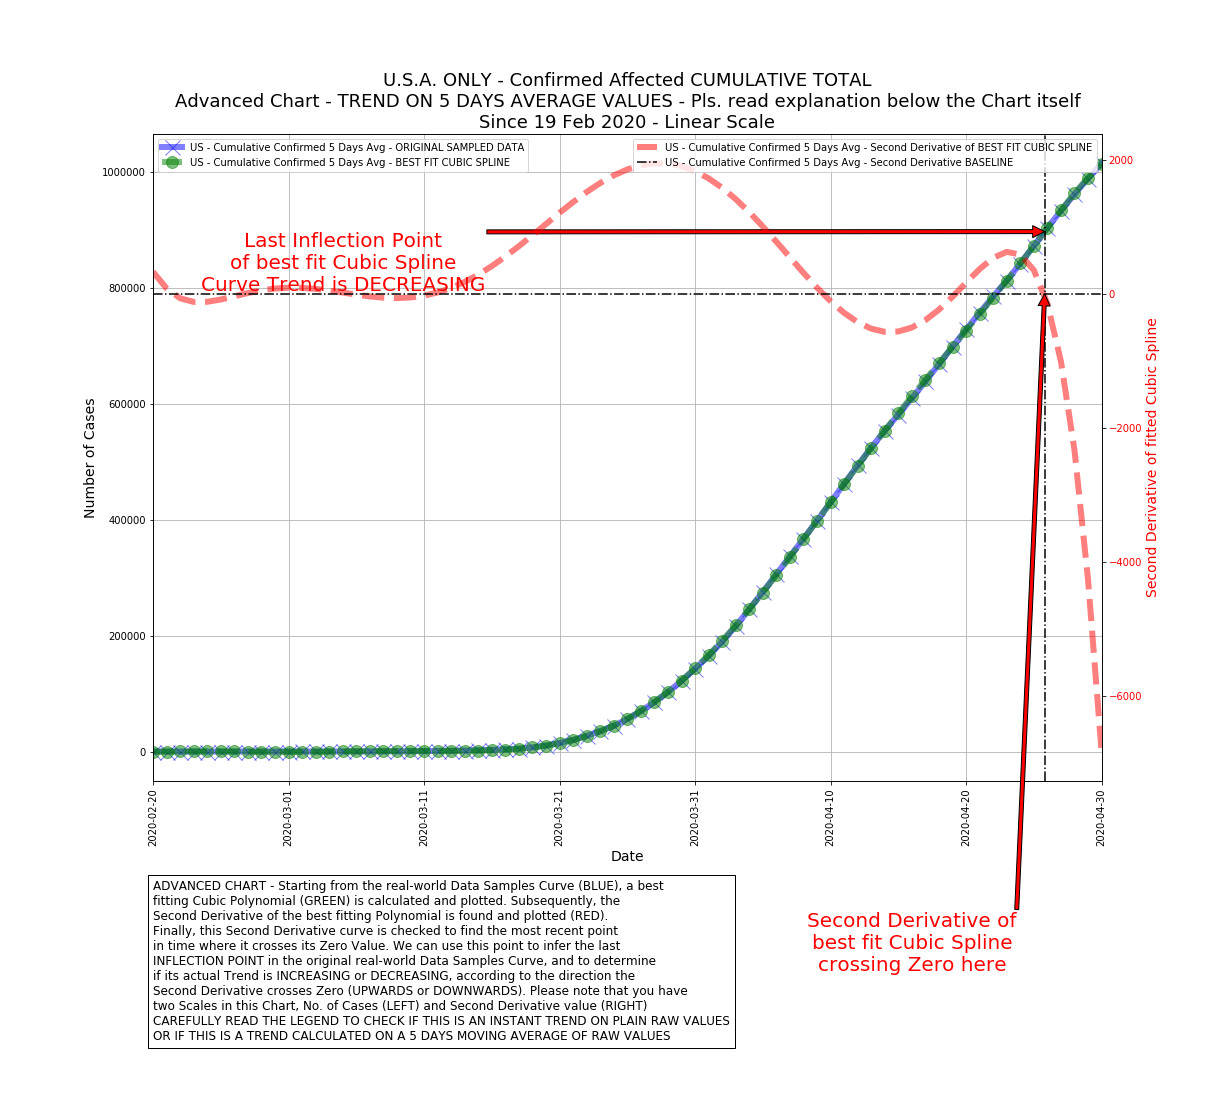 U.S.A. ONLY - Confirmed Affected CUMULATIVE TOTAL
Advanced Chart - TREND ON 5 DAYS AVERAGE VALUES - Pls. read explanation below the Chart itself
Since 19 Feb 2020 - Linear Scale
US - Cumulative Confirmed 5 Days Avg - ORIGINAL SAMPLED DATA
US - Cumulative Confirmed 5 Days Avg - BEST FIT CUBIC SPLINE
US - Cumulative Confirmed 5 Days Avg - Second Derivative of BEST FIT CUBIC SPLINE
US - Cumulative Confirmed 5 Days Avg - Second Derivative BASELINE
Last Inflection Point
of best fit Cubic Spline
Curve Trend is DECREASING
Number of Cases
1000000
800000
600000
400000
200000
0
2000
0
−2000
−4000
−6000
Second Derivative of fitted Cubic Spline
2020-02-20
2020-03-01
2020-03-11
2020-03-21
2020-03-31
2020-04-10
2020-04-20
2020-04-30
Date
ADVANCED CHART - Starting from the real-world Data Samples Curve (BLUE), a best
fitting Cubic Polynomial (GREEN) is calculated and plotted. Subsequently, the
Second Derivative of the best fitting Polynomial is found and plotted (RED).
Finally, this Second Derivative curve is checked to find the most recent point
in time where it crosses its Zero Value. We can use this point to infer the last
INFLECTION POINT in the original real-world Data Samples Curve, and to determine
if its actual Trend is INCREASING or DECREASING, according to the direction the
Second Derivative crosses Zero (UPWARDS or DOWNWARDS). Please note that you have
two Scales in this Chart, No. of Cases (LEFT) and Second Derivative value (RIGHT)
CAREFULLY READ THE LEGEND TO CHECK IF THIS IS AN INSTANT TREND ON PLAIN RAW VALUES
OR IF THIS IS A TREND CALCULATED ON A 5 DAYS MOVING AVERAGE OF RAW VALUES
Second Derivative of
best fit Cubic Spline
crossing Zero here